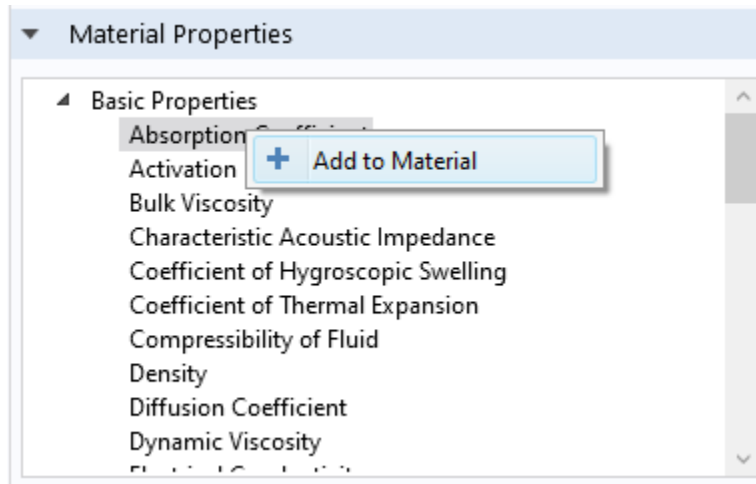 Material Properties
Basic Properties
Absorption
Add to Material
Activation
Bulk Viscosity
Characteristic Acoustic Impedance
Coefficient of Hygroscopic Swelling
Coefficient of Thermal Expansion
Compressibility of Fluid
Density
Diffusion Coefficient
Dynamic Viscosity